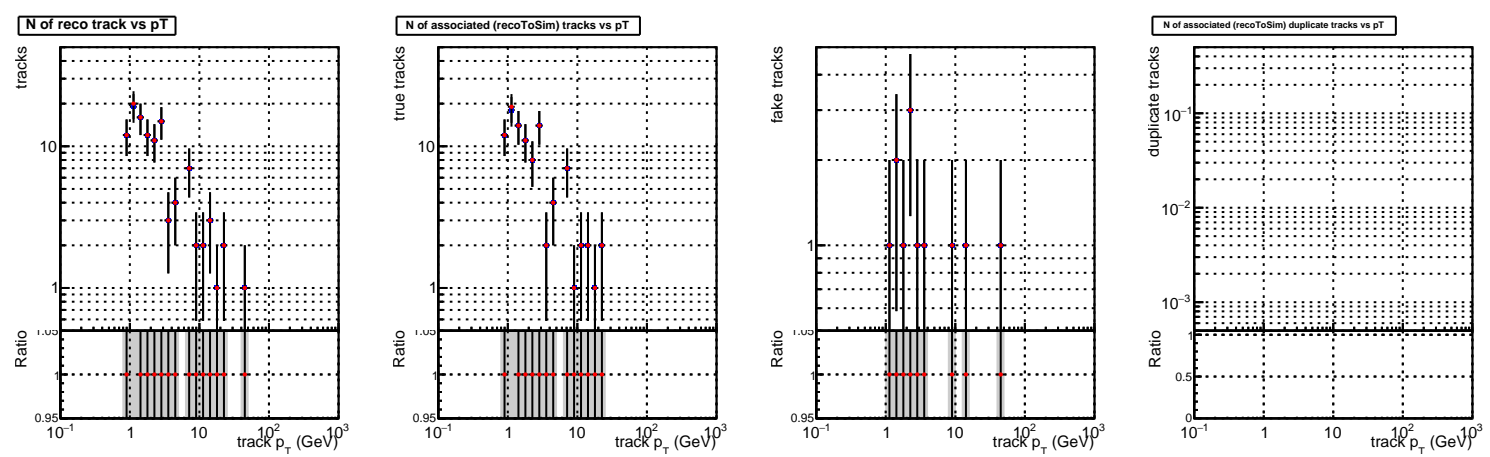 N of reco track vs pT
tracks
10
1
1.05
Ratio
1
0.95
10^-1 1 10 10^2 10^3
track p_T (GeV)
N of associated (recoToSim) tracks vs pT
true tracks
10
1
1.05
Ratio
1
0.95
10^-1 1 10 10^2 10^3
track p_T (GeV)
fake tracks
1
1.05
Ratio
1
0.95
10^-1 1 10 10^2 10^3
track p_T (GeV)
N of associated (recoToSim) duplicate tracks vs pT
duplicate tracks
10^-1
10^-2
10^-3
Ratio
1
0.5
0
10^-1 1 10 10^2 10^3
track p_T (GeV)